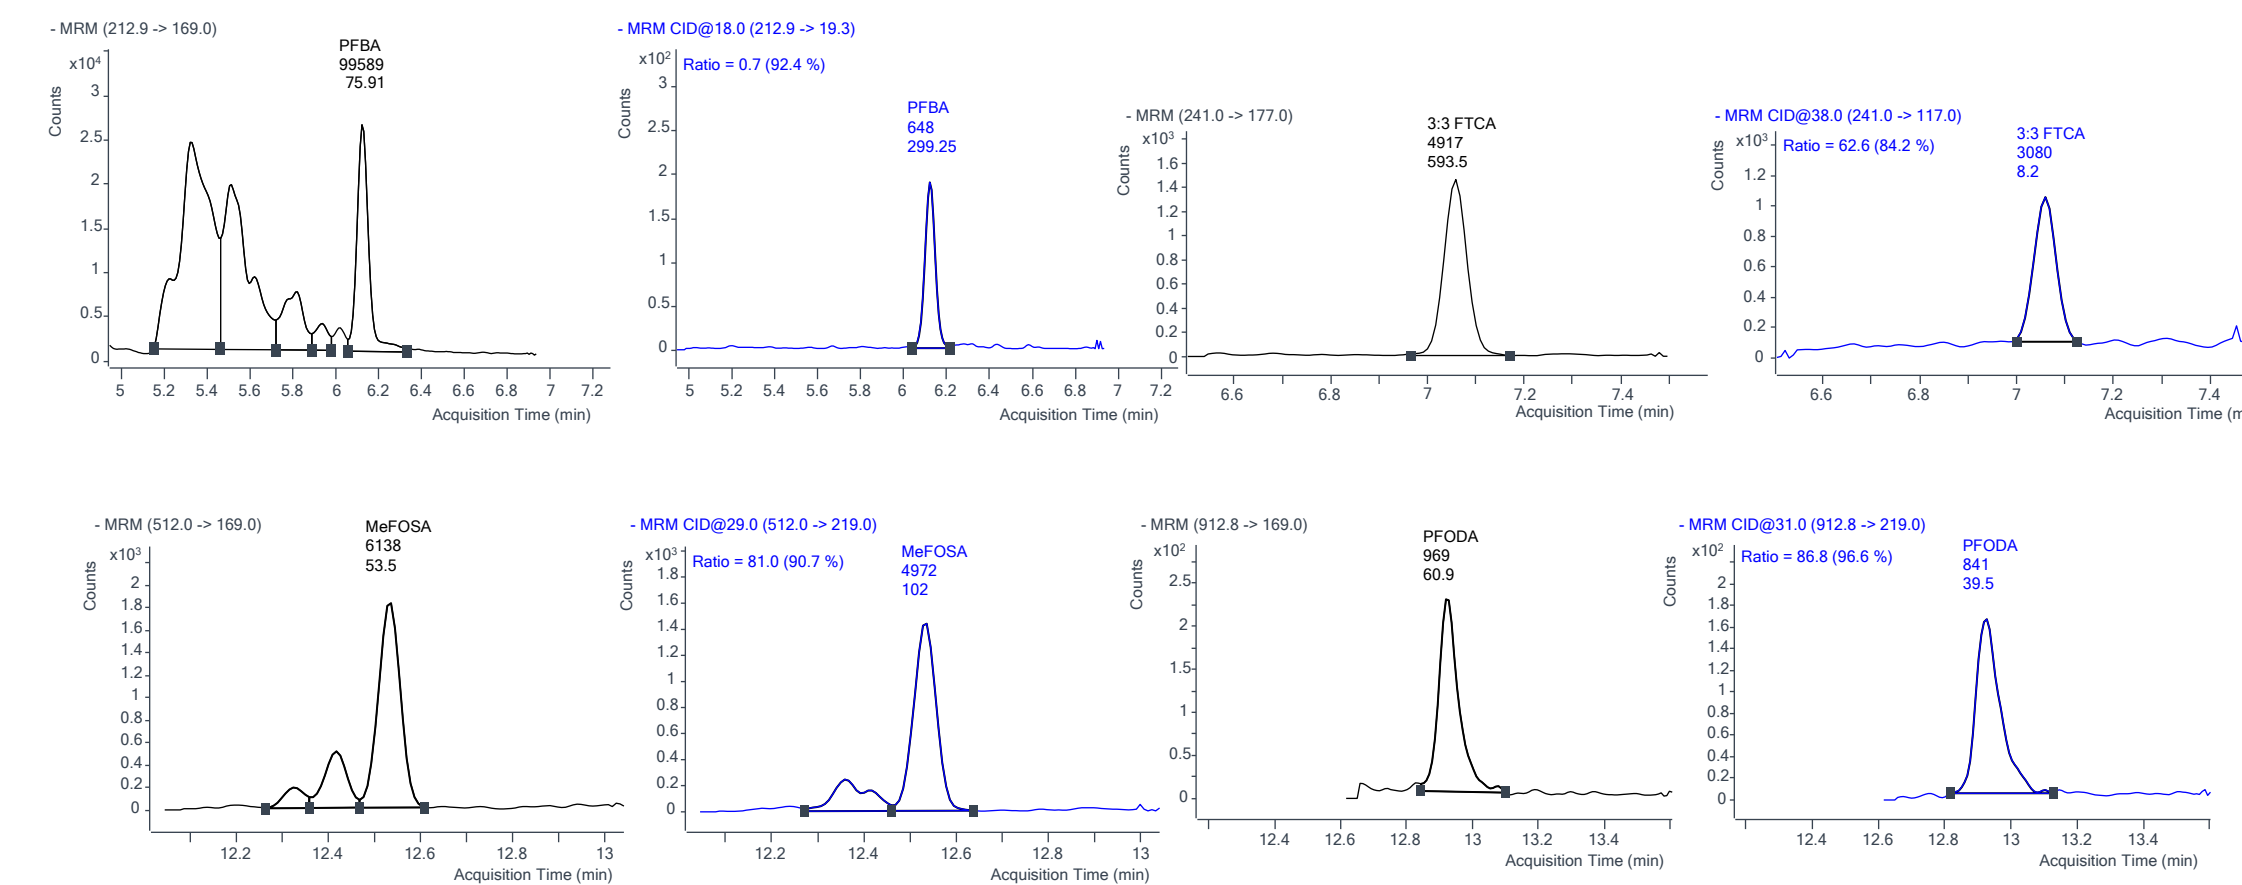 - MRM (212.9 -> 169.0)
PFBA
99589
75.91
x10⁴
Counts
3
2.5
2
1.5
1
0.5
0
5 5.2 5.4 5.6 5.8 6 6.2 6.4 6.6 6.8 7 7.2
Acquisition Time (min)
- MRM CID@18.0 (212.9 -> 19.3)
x10²
Ratio = 0.7 (92.4 %)
PFBA
648
299.25
Counts
3
2.5
2
1.5
1
0.5
0
5 5.2 5.4 5.6 5.8 6 6.2 6.4 6.6 6.8 7 7.2
Acquisition Time (min)
- MRM (241.0 -> 177.0)
x10³
3:3 FTCA
4917
593.5
Counts
1.6
1.4
1.2
1
0.8
0.6
0.4
0.2
0
6.6 6.8 7 7.2 7.4
Acquisition Time (min)
- MRM CID@38.0 (241.0 -> 117.0)
x10³
Ratio = 62.6 (84.2 %)
3:3 FTCA
3080
8.2
Counts
1.2
1
0.8
0.6
0.4
0.2
0
6.6 6.8 7 7.2 7.4
Acquisition Time (m
- MRM (512.0 -> 169.0)
x10³
MeFOSA
6138
53.5
Counts
2
1.8
1.6
1.4
1.2
1
0.8
0.6
0.4
0.2
0
12.2 12.4 12.6 12.8 13
Acquisition Time (min)
- MRM CID@29.0 (512.0 -> 219.0)
x10³
Ratio = 81.0 (90.7 %)
MeFOSA
4972
102
Counts
1.8
1.6
1.4
1.2
1
0.8
0.6
0.4
0.2
0
12.2 12.4 12.6 12.8 13
Acquisition Time (min)
- MRM (912.8 -> 169.0)
x10²
PFODA
969
60.9
Counts
2.5
2
1.5
1
0.5
0
12.4 12.6 12.8 13 13.2 13.4
Acquisition Time (min)
- MRM CID@31.0 (912.8 -> 219.0)
x10²
Ratio = 86.8 (96.6 %)
PFODA
841
39.5
Counts
2
1.8
1.6
1.4
1.2
1
0.8
0.6
0.4
0.2
0
12.4 12.6 12.8 13 13.2 13.4
Acquisition Time (min)